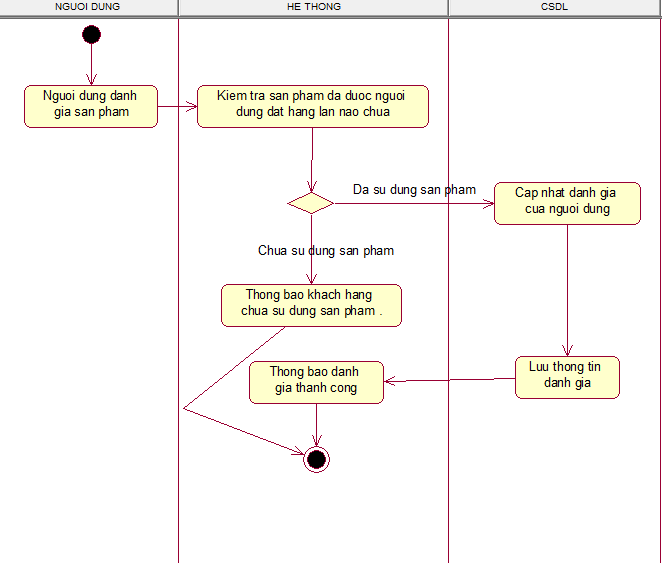 NGUOI DUNG
HE THONG
CSDL
Nguoi dung danh
gia san pham
Kiem tra san pham da duoc nguoi
dung dat hang lan nao chua
Da su dung san pham
Cap nhat danh gia
cua nguoi dung
Chua su dung san pham
Thong bao khach hang
chua su dung san pham .
Thong bao danh
gia thanh cong
Luu thong tin
danh gia